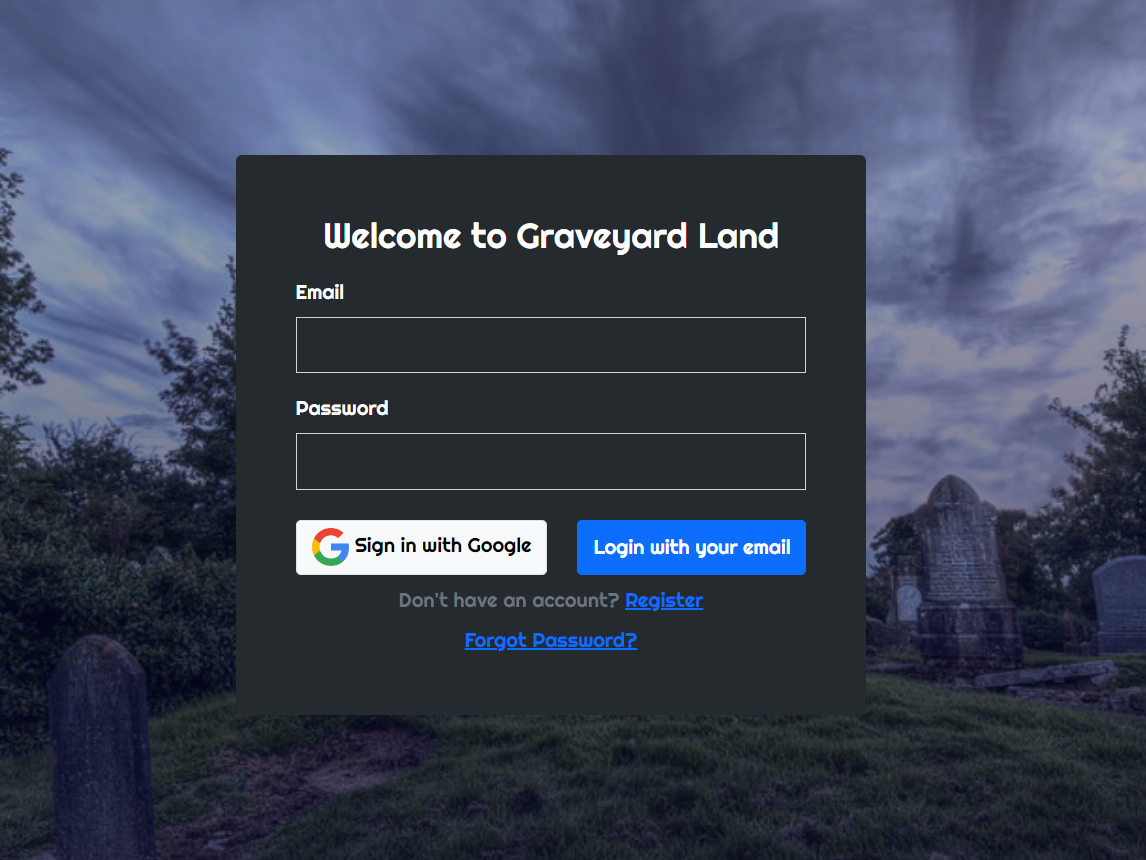 Welcome to Graveyard Land
Email
Password
Sign in with Google
Login with your email
Don't have an account? Register
Forgot Password?